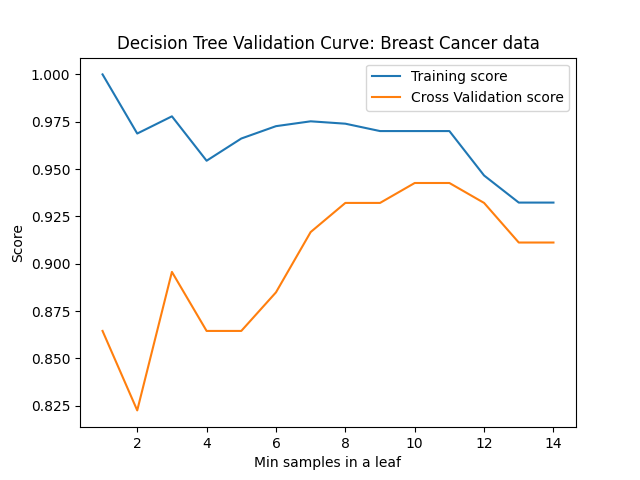 Decision Tree Validation Curve: Breast Cancer data
Training score
Cross Validation score
1.000
0.975
0.950
0.925
0.900
0.875
0.850
0.825
Score
2 4 6 8 10 12 14
Min samples in a leaf